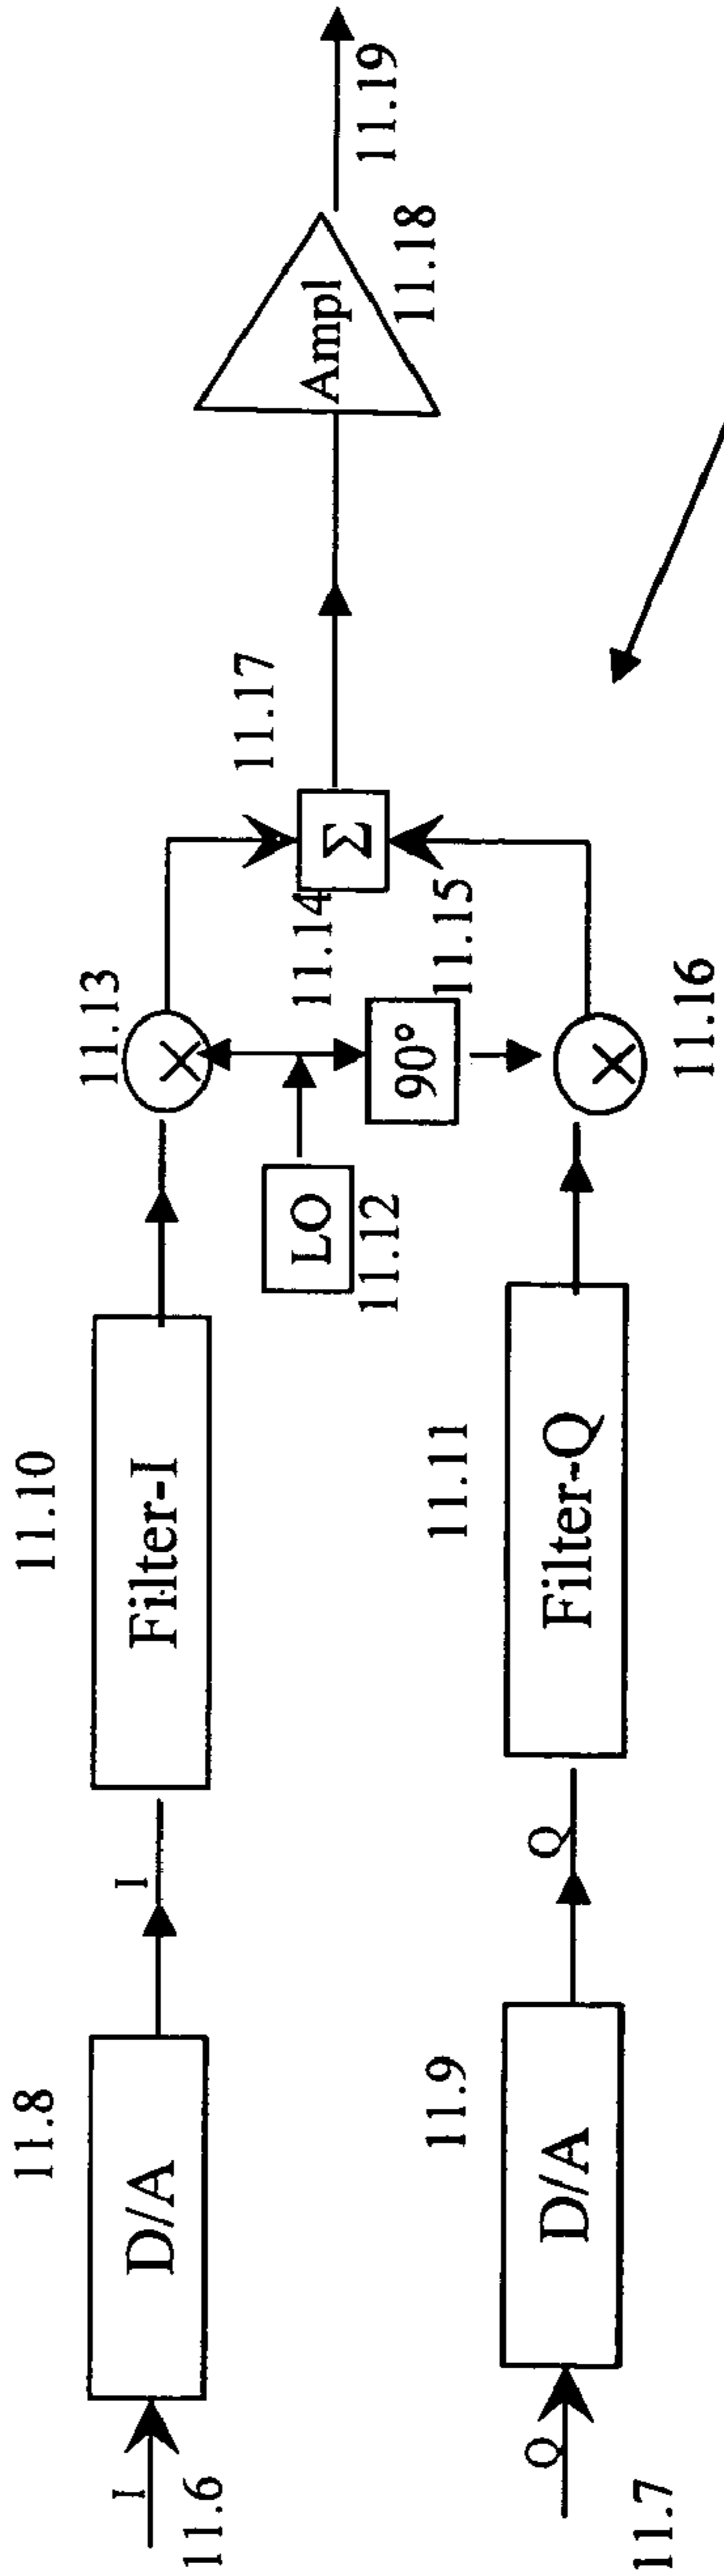 11.6
I
D/A
11.8
I
Filter-I
11.10
11.13
X
LO
11.12
11.14
90°
11.15
Σ
11.17
Ampl
11.18
11.19
11.7
Q
D/A
11.9
Q
Filter-Q
11.11
X
11.16